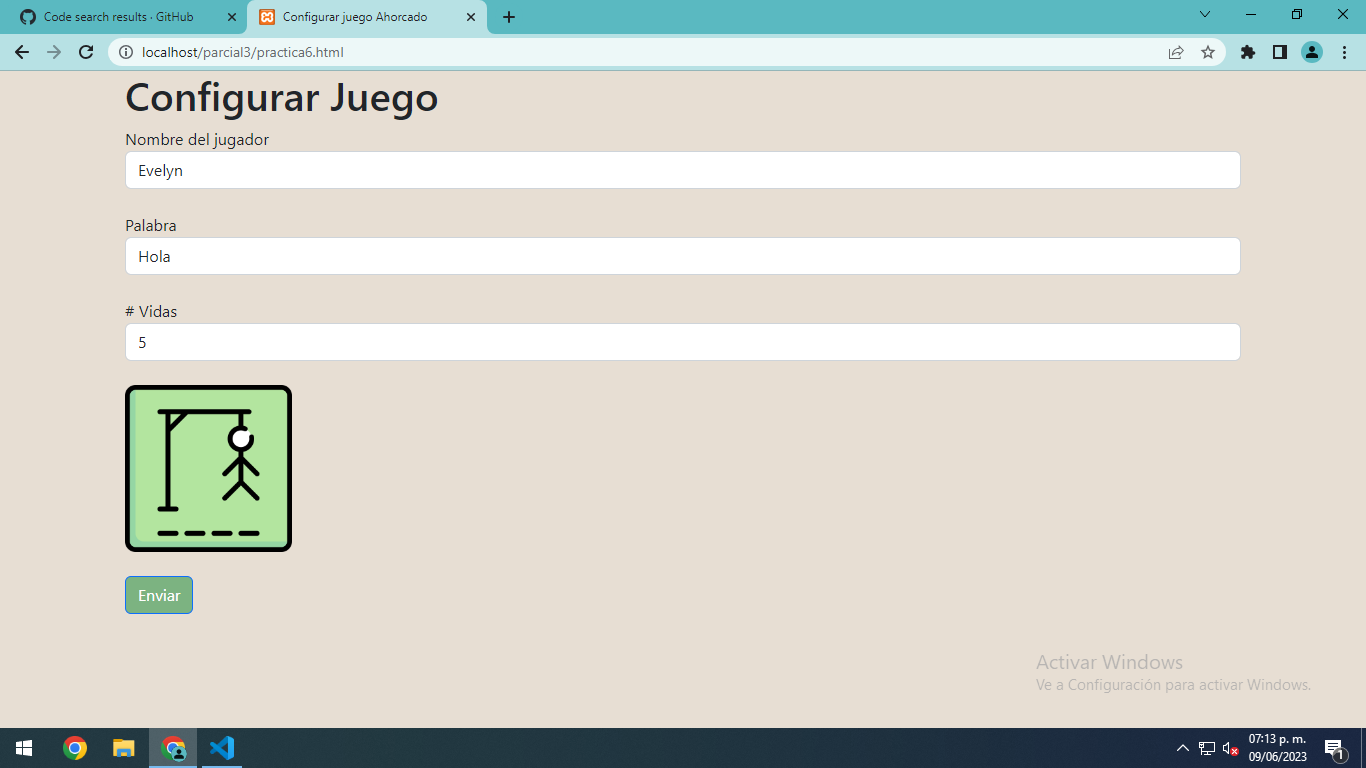 Code search results · GitHub
Configurar juego Ahorcado
localhost/parcial3/practica6.html
Configurar Juego
Nombre del jugador
Evelyn
Palabra
Hola
# Vidas
5
Enviar
Activar Windows
Ve a Configuración para activar Windows.
07:13 p. m.
09/06/2023
1